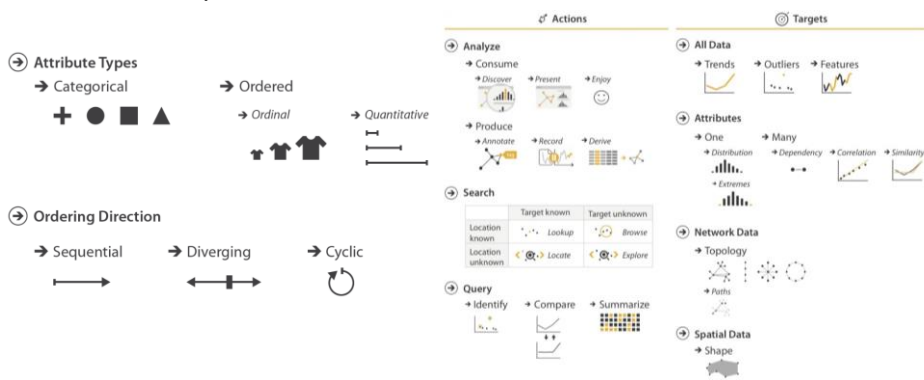 Attribute Types
→ Categorical
→ Ordered
→ Ordinal
→ Quantitative
Ordering Direction
→ Sequential
→ Diverging
→ Cyclic
Actions
Analyze
→ Consume
→ Discover
→ Present
→ Enjoy
→ Produce
→ Annotate
→ Record
→ Derive
Search
Target known
Target unknown
Location known
Lookup
Browse
Location unknown
Locate
Explore
Query
→ Identify
→ Compare
→ Summarize
Targets
All Data
→ Trends
→ Outliers
→ Features
Attributes
→ One
→ Many
→ Distribution
→ Dependency
→ Correlation
→ Similarity
→ Extremes
Network Data
→ Topology
→ Paths
Spatial Data
→ Shape